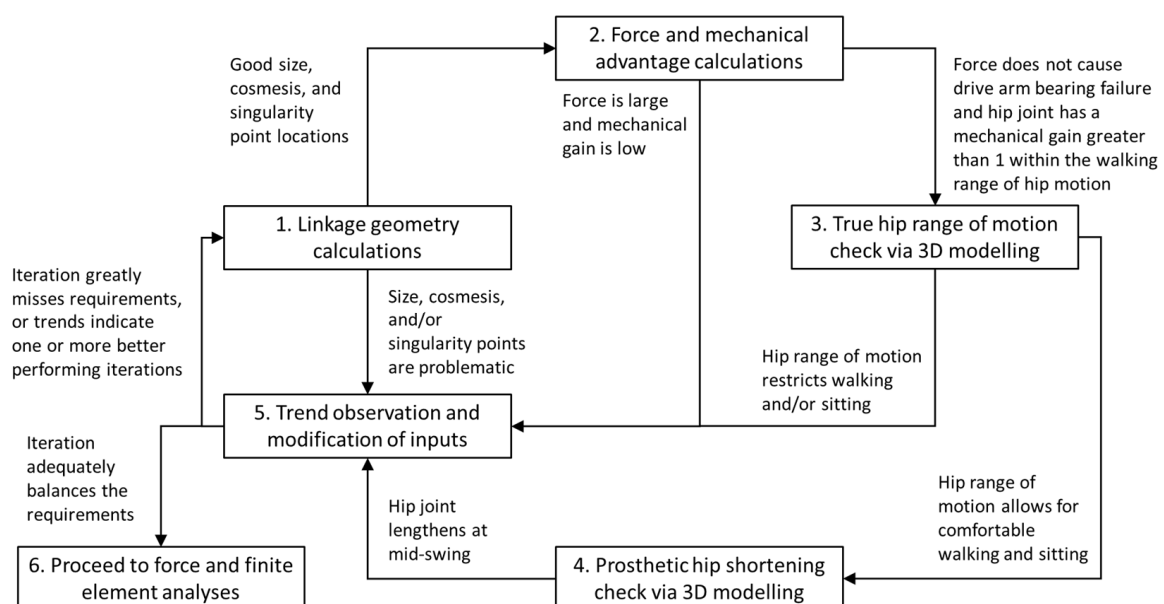 2. Force and mechanical
advantage calculations
Good size,
cosmesis, and
singularity
point locations
Force is large
and mechanical
gain is low
Force does not cause
drive arm bearing failure
and hip joint has a
mechanical gain greater
than 1 within the walking
range of hip motion
1. Linkage geometry
calculations
3. True hip range of motion
check via 3D modelling
Iteration greatly
misses requirements,
or trends indicate
one or more better
performing iterations
Size, cosmesis,
and/or
singularity points
are problematic
Hip range of motion
restricts walking
and/or sitting
5. Trend observation and
modification of inputs
Iteration
adequately
balances the
requirements
Hip joint
lengthens at
mid-swing
Hip range of
motion allows for
comfortable
walking and sitting
6. Proceed to force and finite
element analyses
4. Prosthetic hip shortening
check via 3D modelling